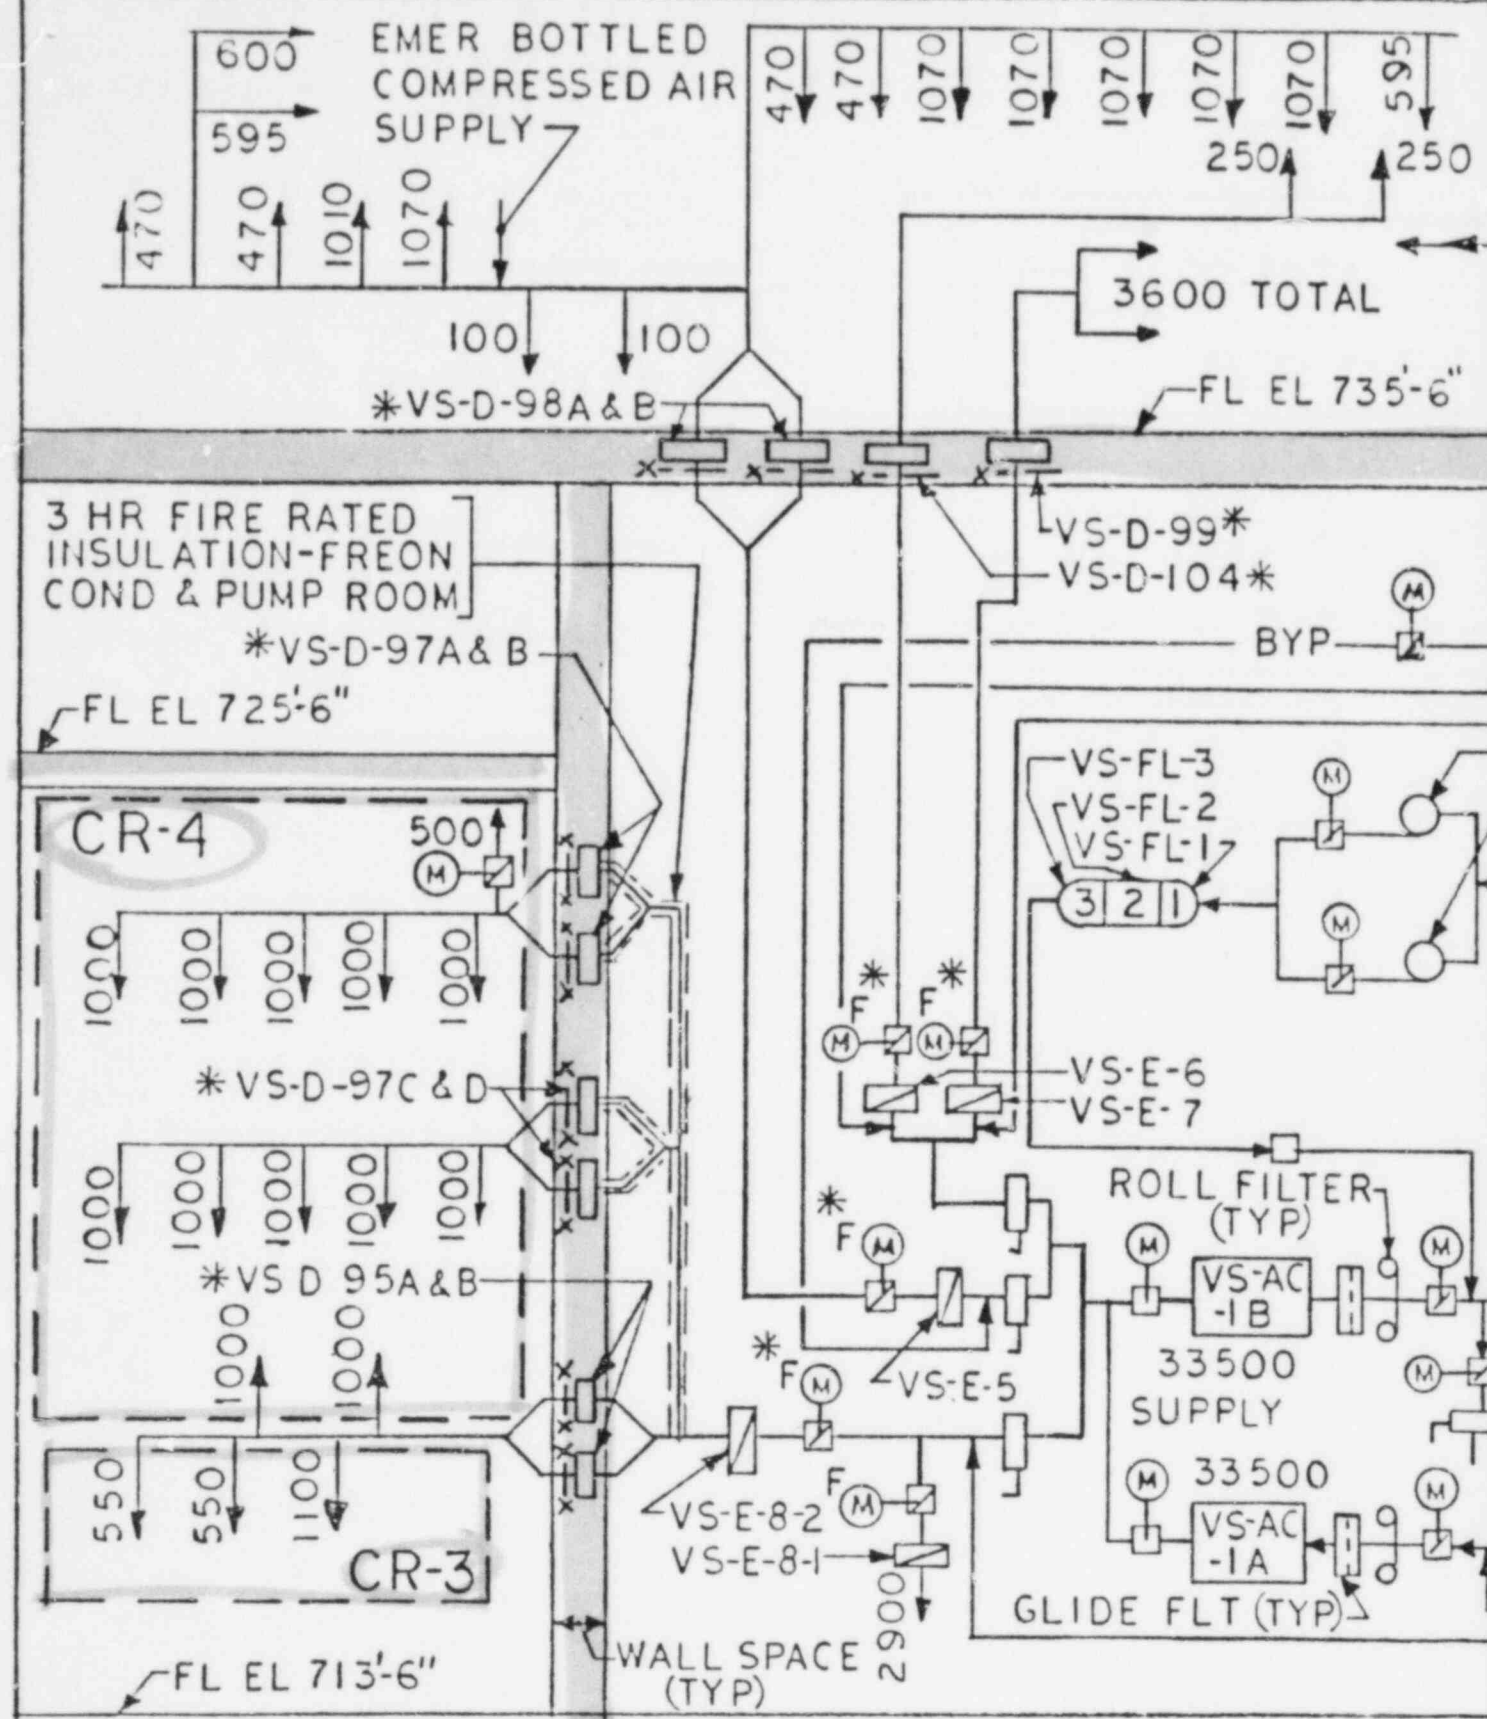 600
EMER BOTTLED
COMPRESSED AIR
SUPPLY
595
470
470
1010
1070
470
470
1070
1070
1070
1070
1070
595
250
250
3600 TOTAL
100
100
FL EL 735'-6"
*VS-D-98A & B
x
x
x
x
3 HR FIRE RATED
INSULATION-FREON
COND & PUMP ROOM
VS-D-99*
VS-D-104*
*VS-D-97A & B
M
BYP
FL EL 725'-6"
VS-FL-3
VS-FL-2
VS-FL-1
M
CR-4
500
M
x
x
3 2 1
1000
1000
1000
1000
1000
x
x
M
*
*
F
F
M
M
VS-E-6
VS-E-7
x
* VS-D-97C & D
x
x
1000
1000
1000
1000
1000
x
ROLL FILTER
(TYP)
*
F
M
M
M
*VS D 95A & B
VS-AC
-1B
1000
1000
x
x
*
F
M
VS-E-5
33500
SUPPLY
M
550
550
1100
x
x
CR-3
VS-E-8-2
VS-E-8-1
F
M
2900
M
33500
M
VS-AC
-1A
GLIDE FLT (TYP)
WALL SPACE
(TYP)
FL EL 713'-6"